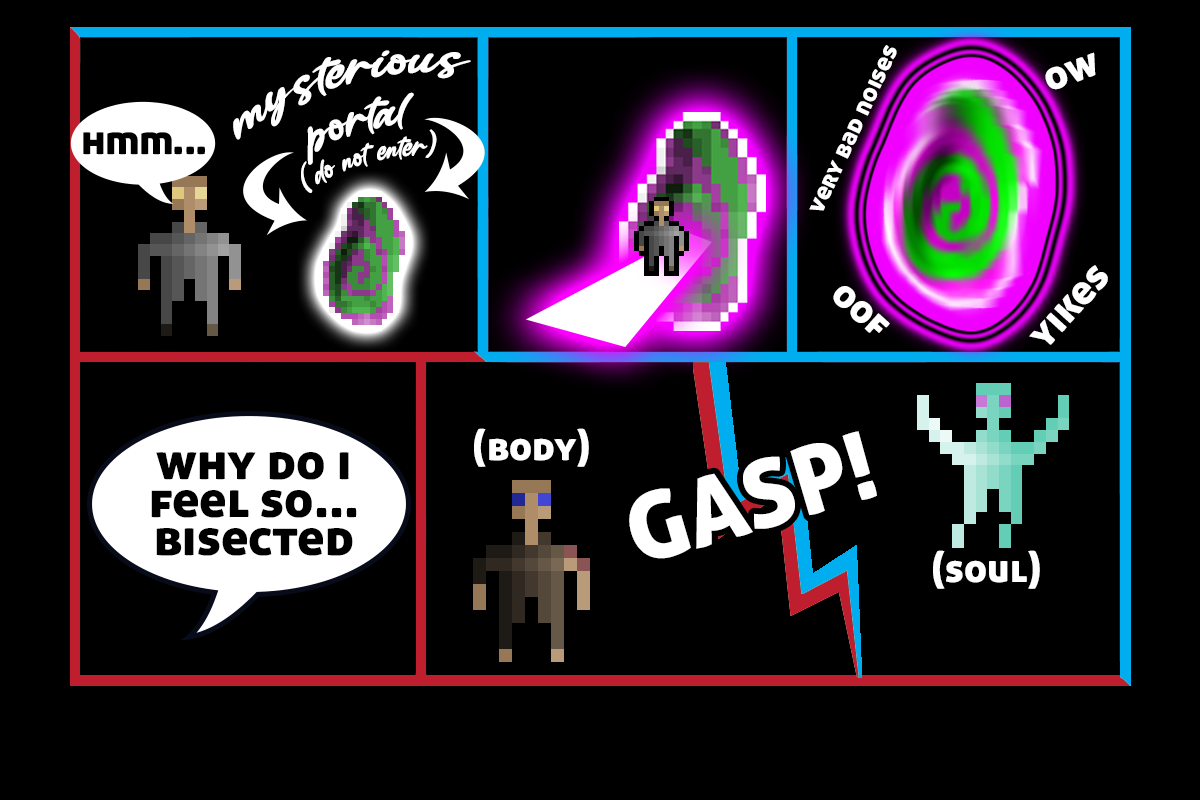 Hmm...
mysterious
portal
(do not enter)
VERY BAD NOISES
OW
OOF
YIKES
WHY DO I
FEEL SO...
BISECTED
(BODY)
GASP!
(SOUL)